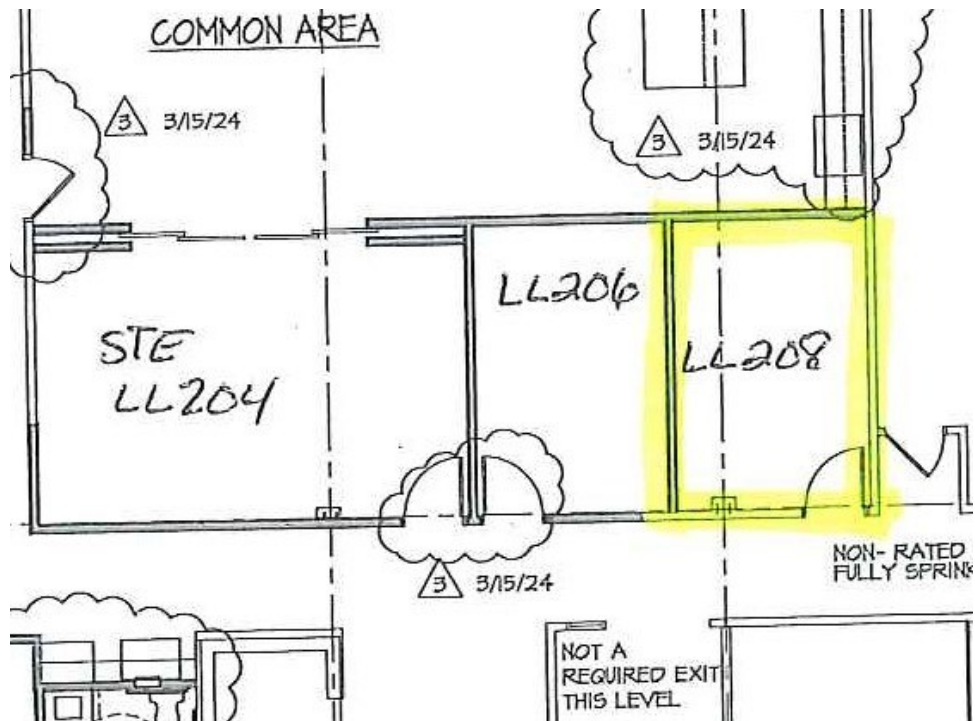 COMMON AREA
3 3/15/24
3 3/15/24
LL206
STE
LL204
LL208
3 3/15/24
NON-RATED
FULLY SPRINK
NOT A
REQUIRED EXIT
THIS LEVEL